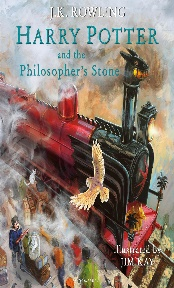 J.K. ROWLING
HARRY POTTER
and the
Philosopher's Stone
Illustrated by
JIM KAY